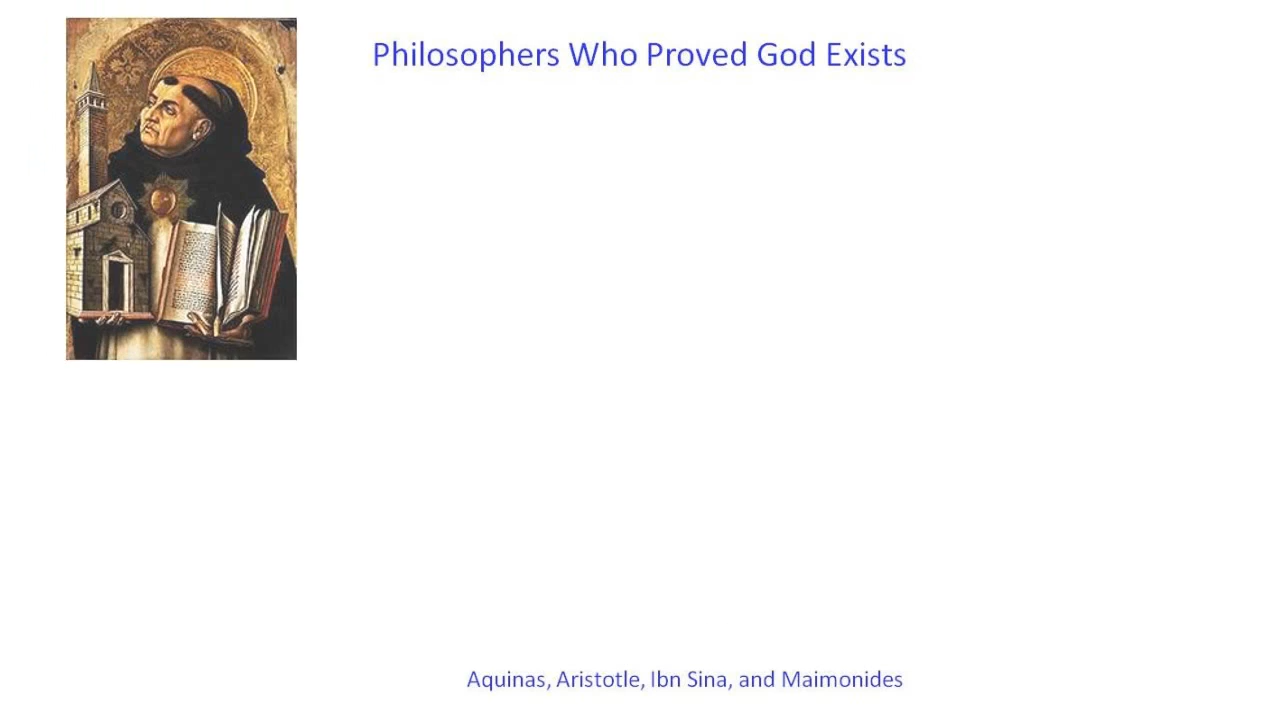 Philosophers Who Proved God Exists
Aquinas, Aristotle, Ibn Sina, and Maimonides